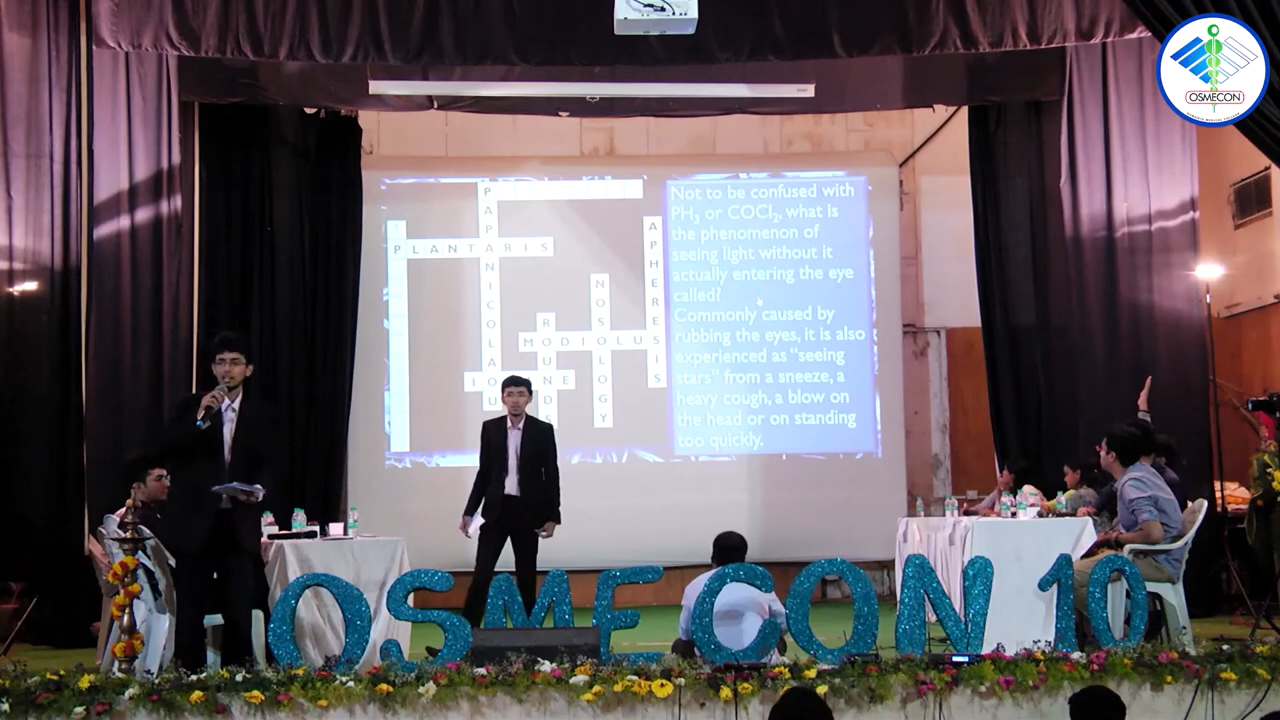 OSMECON
PAPANICOLAOU
PLANTARIS
APHERESIS
NOSOLOGY
ROUNDS
MODIOLUS
Not to be confused with
PH3 or COCl2, what is
the phenomenon of
seeing light without it
actually entering the eye
called?
Commonly caused by
rubbing the eyes, it is also
experienced as “seeing
stars” from a sneeze, a
heavy cough, a blow on
the head or on standing
too quickly.
OSMECON 10